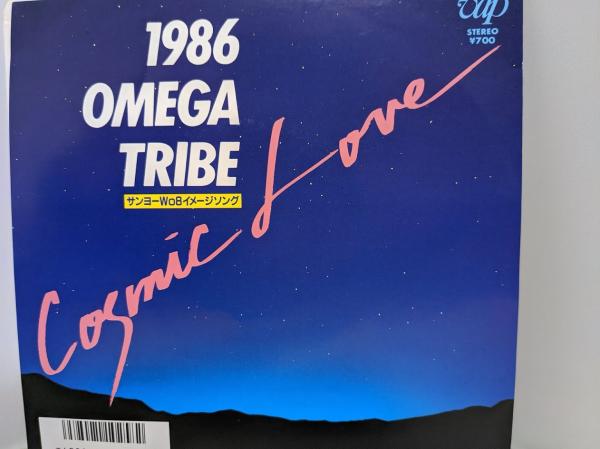 vap
STEREO
¥700
1986
OMEGA
TRIBE
サンヨーWoBイメージソング
Cosmic Love